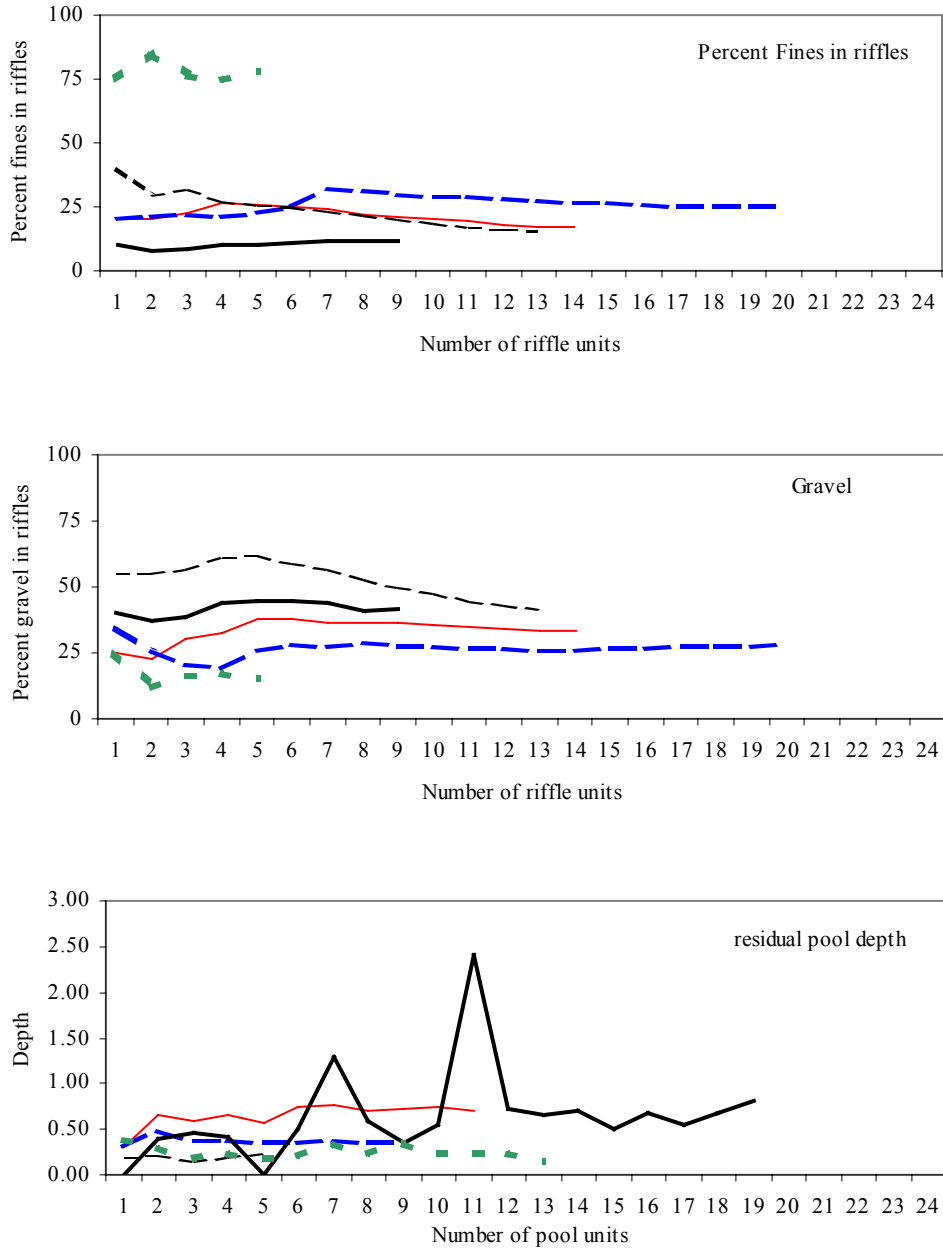 Percent Fines in riffles
Percent fines in riffles
100
75
50
25
0
1 2 3 4 5 6 7 8 9 10 11 12 13 14 15 16 17 18 19 20 21 22 23 24
Number of riffle units
Gravel
Percent gravel in riffles
100
75
50
25
0
1 2 3 4 5 6 7 8 9 10 11 12 13 14 15 16 17 18 19 20 21 22 23 24
Number of riffle units
residual pool depth
Depth
3.00
2.50
2.00
1.50
1.00
0.50
0.00
1 2 3 4 5 6 7 8 9 10 11 12 13 14 15 16 17 18 19 20 21 22 23 24
Number of pool units